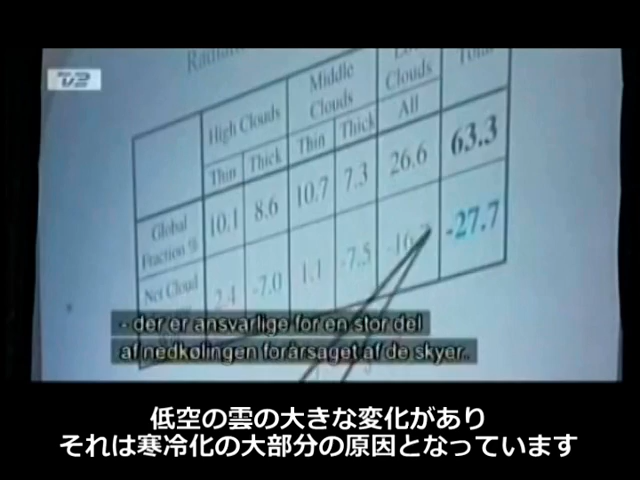 TV2
Middle
Clouds
Clouds
High Clouds
Thin
Thick
Thin
Thick
All
Global
Fraction %
10.1
8.6
10.7
7.3
26.6
63.3
Net Cloud
2.4
-7.0
1.1
-7.5
-27.7
- der er ansvarlige for en stor del
af nedkølingen forårsaget af de skyer.
低空の雲の大きな変化があり
それは寒冷化の大部分の原因となっています